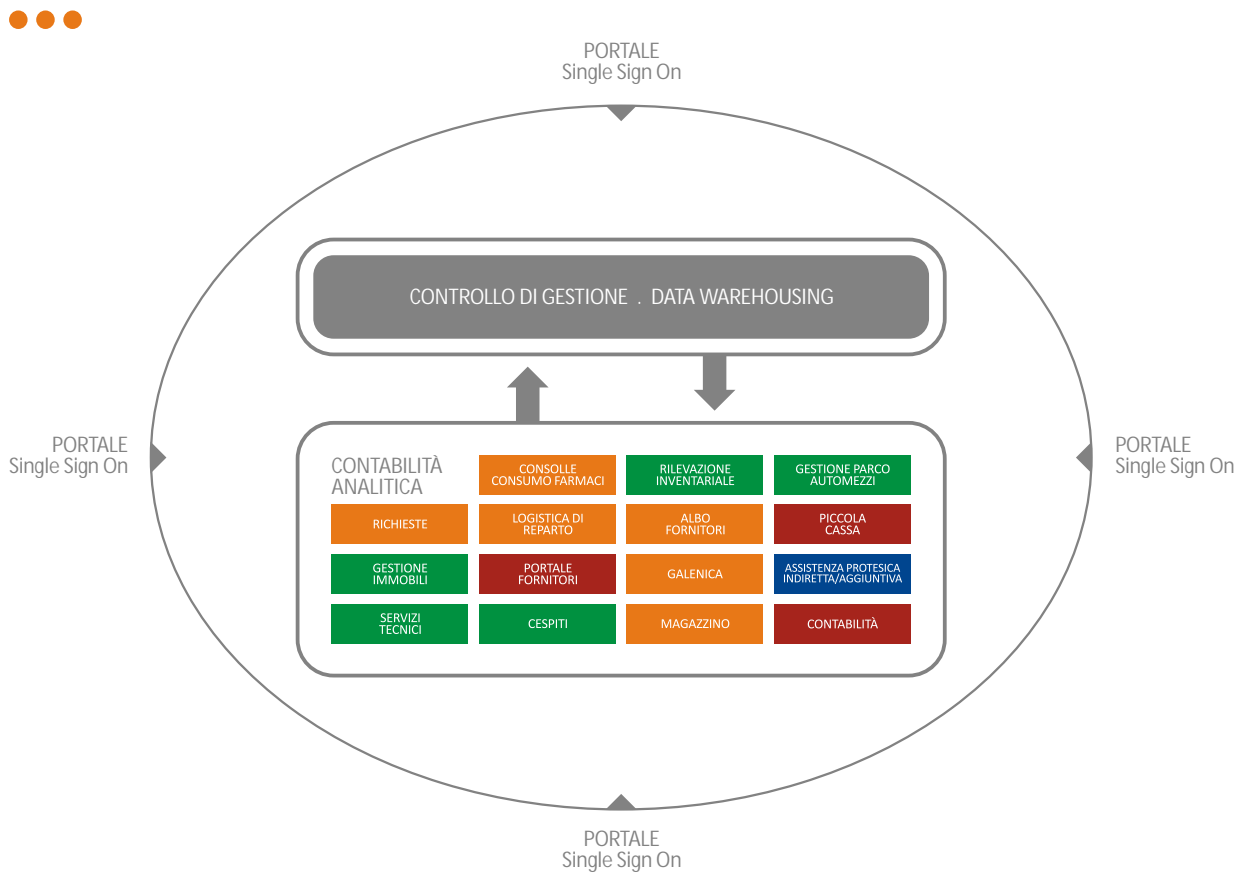 PORTALE
Single Sign On
CONTROLLO DI GESTIONE . DATA WAREHOUSING
PORTALE
Single Sign On
PORTALE
Single Sign On
CONTABILITÀ
ANALITICA
CONSOLLE
CONSUMO FARMACI
RILEVAZIONE
INVENTARIALE
GESTIONE PARCO
AUTOMEZZI
RICHIESTE
LOGISTICA DI
REPARTO
ALBO
FORNITORI
PICCOLA
CASSA
GESTIONE
IMMOBILI
PORTALE
FORNITORI
GALENICA
ASSISTENZA PROTESICA
INDIRETTA/AGGIUNTIVA
SERVIZI
TECNICI
CESPITI
MAGAZZINO
CONTABILITÀ
PORTALE
Single Sign On